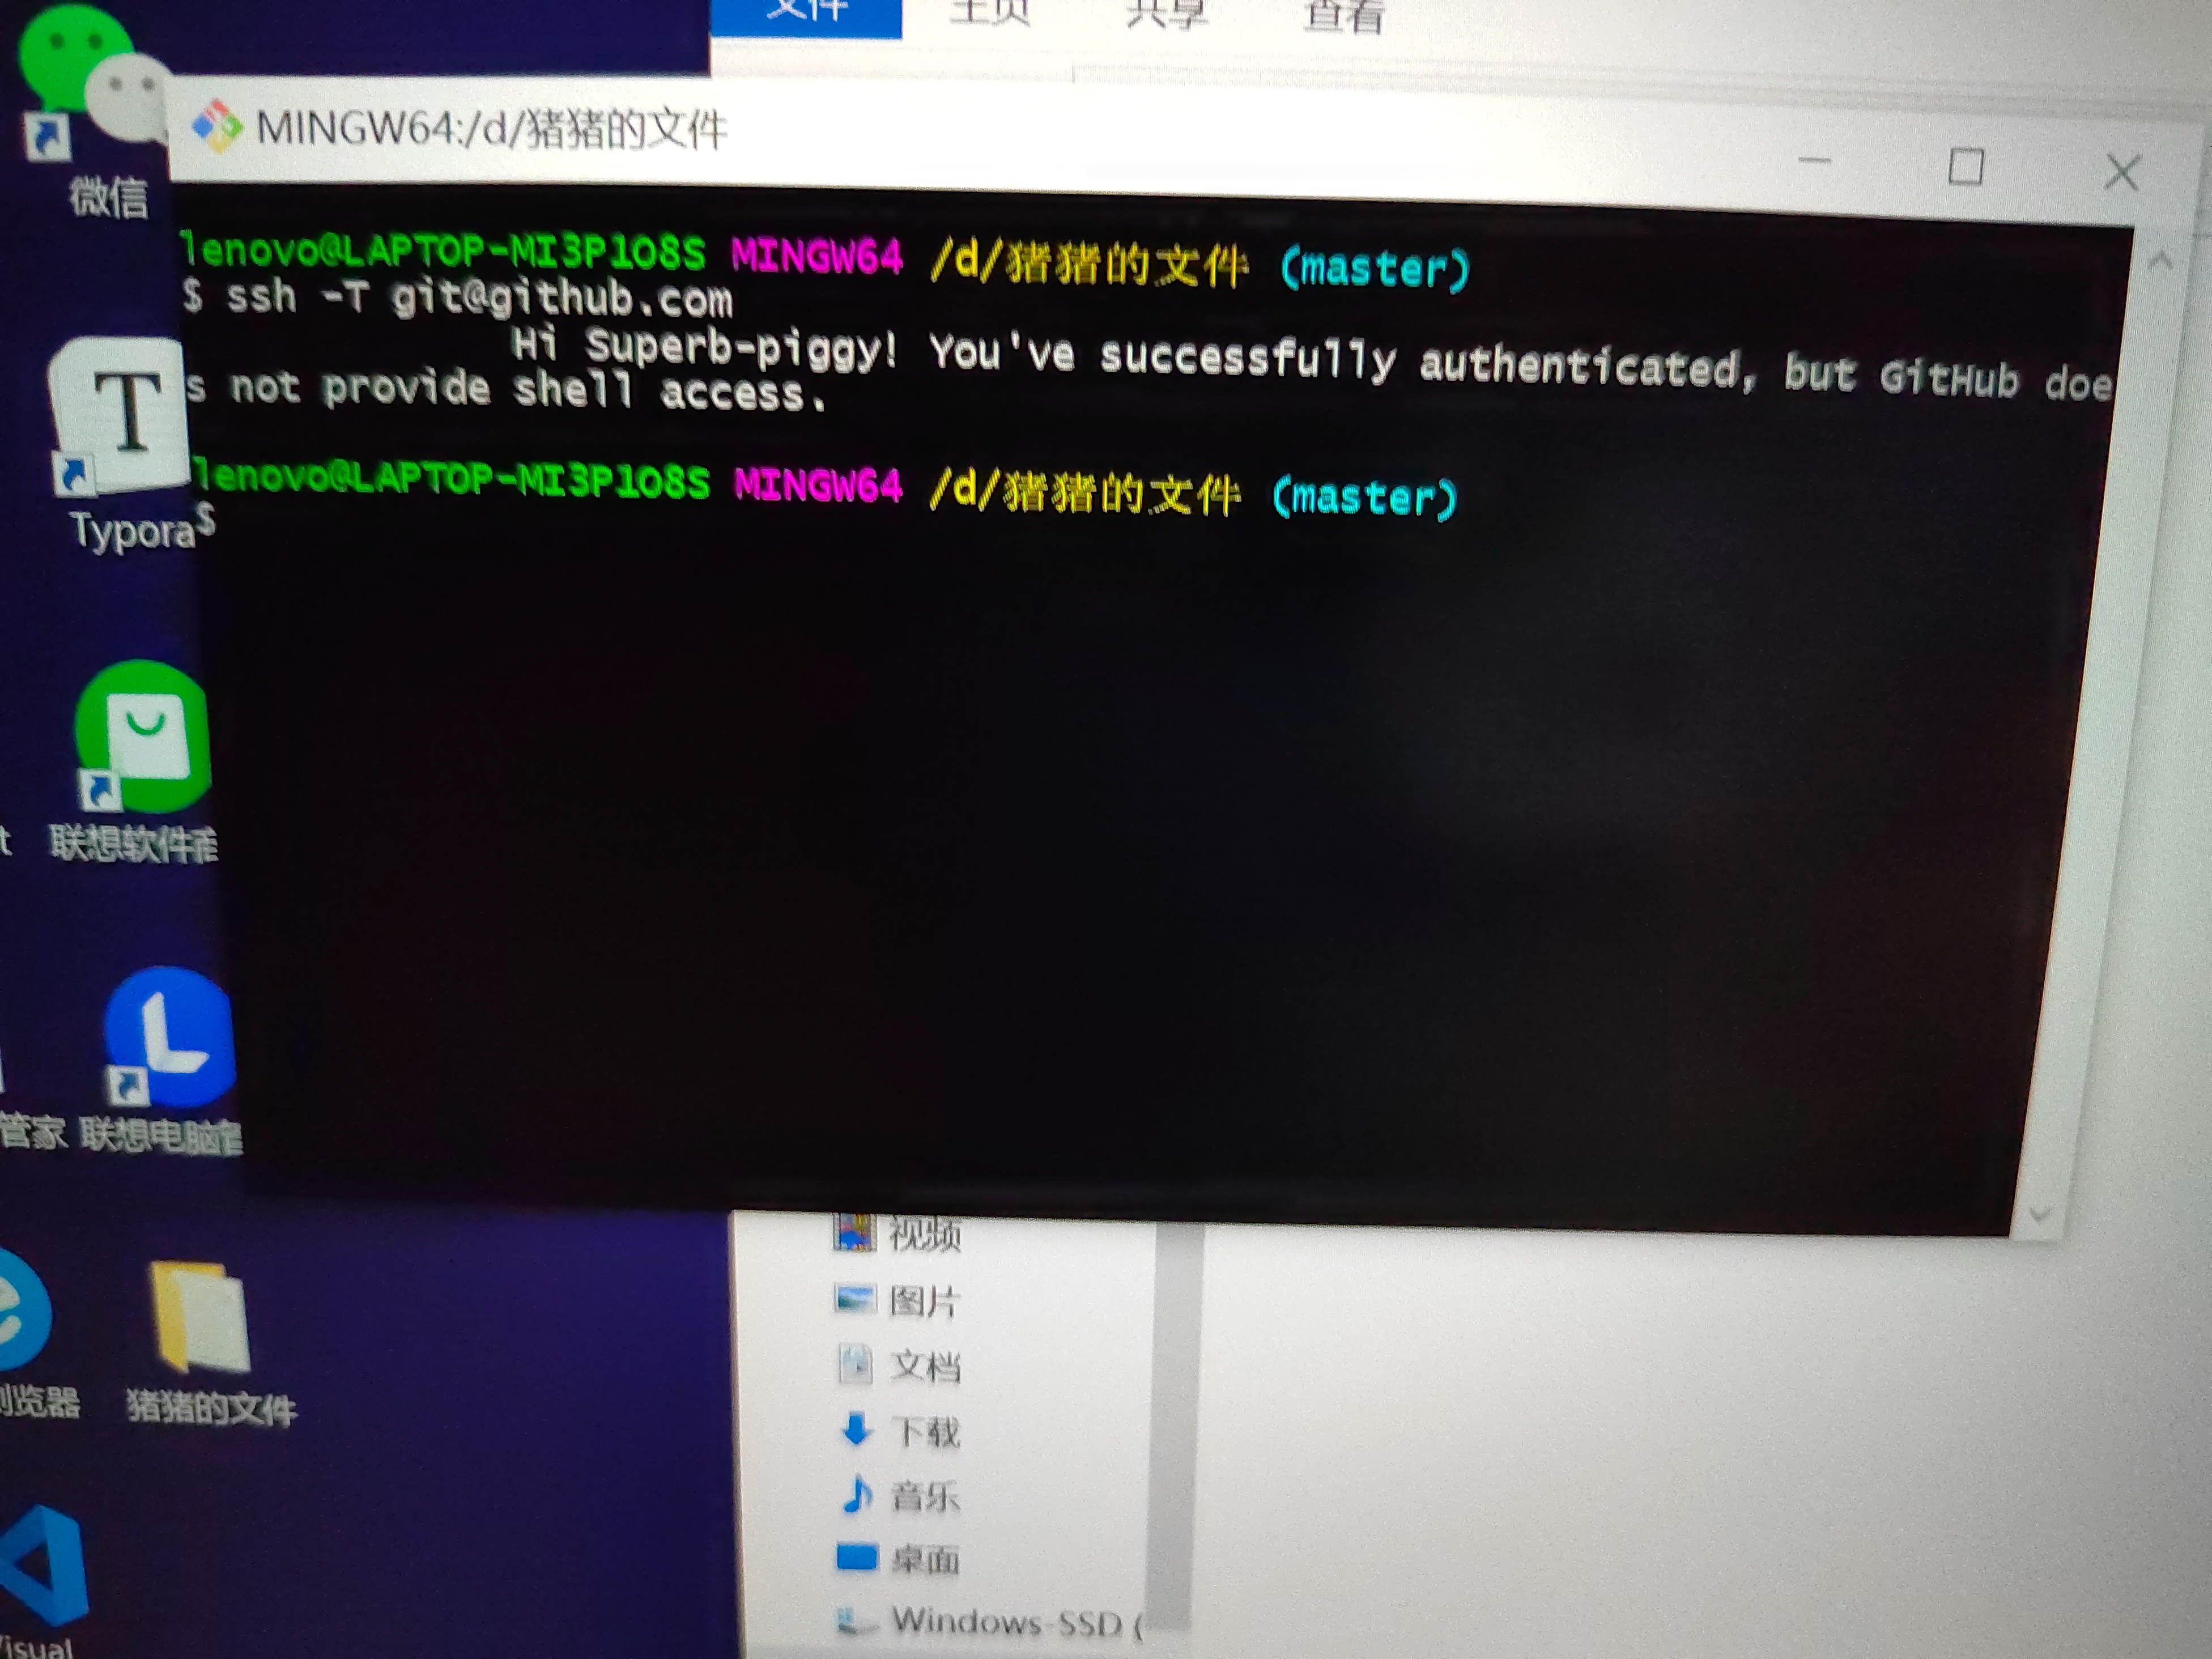 文件 主页 共享 查看
MINGW64:/d/猪猪的文件
微信
lenovo@LAPTOP-MI3P108S MINGW64 /d/猪猪的文件 (master)
$ ssh -T git@github.com
Hi Superb-piggy! You've successfully authenticated, but GitHub doe
s not provide shell access.
lenovo@LAPTOP-MI3P108S MINGW64 /d/猪猪的文件 (master)
$
T
Typora
t
联想软件
管家
联想电脑
浏览器
猪猪的文件
Visual
视频
图片
文档
下载
音乐
桌面
Windows-SSD (